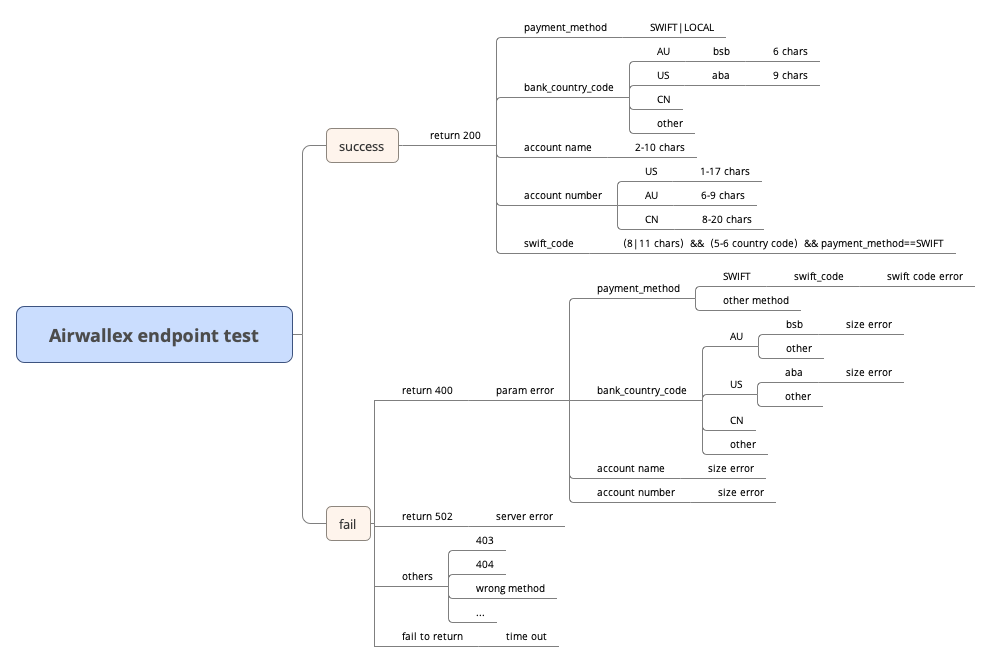 Airwallex endpoint test
success
return 200
payment_method SWIFT|LOCAL
bank_country_code
AU bsb 6 chars
US aba 9 chars
CN
other
account name 2-10 chars
account number
US 1-17 chars
AU 6-9 chars
CN 8-20 chars
swift_code (8|11 chars) && (5-6 country code) && payment_method==SWIFT
fail
return 400 param error
payment_method
SWIFT swift_code swift code error
other method
bank_country_code
AU
bsb size error
other
US
aba size error
other
CN
other
account name size error
account number size error
return 502 server error
others
403
404
wrong method
...
fail to return time out